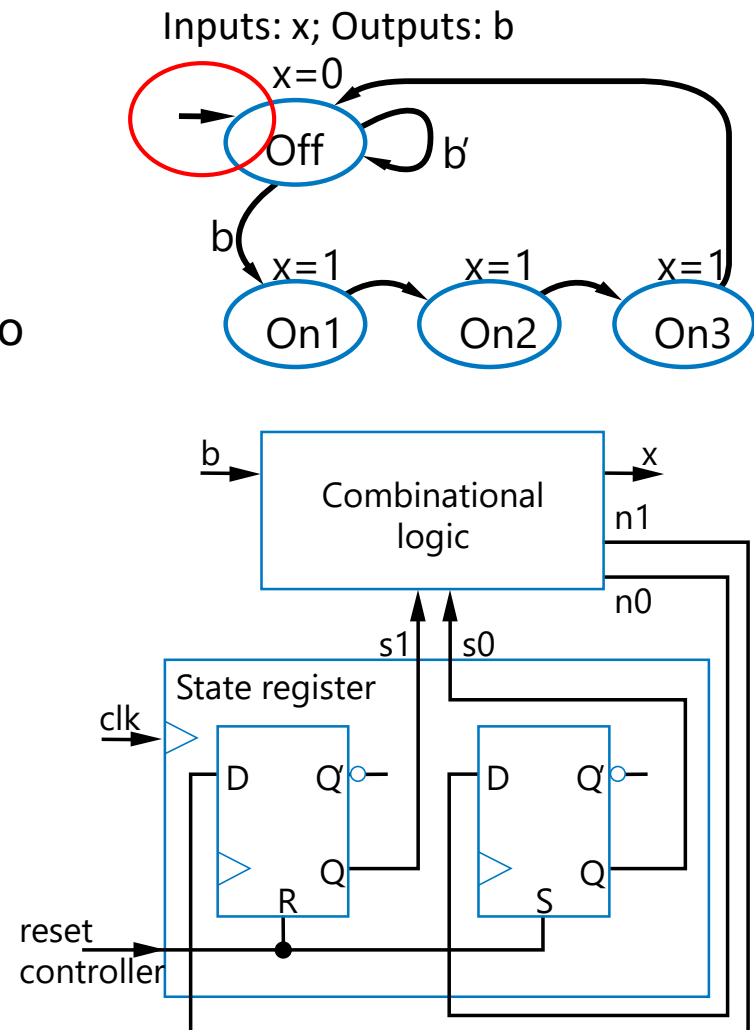 Inputs: x; Outputs: b
x=0
Off
b′
b
x=1
x=1
x=1
On1
On2
On3
o
b
x
Combinational
logic
n1
n0
s1
s0
State register
clk
D
Q′
D
Q′
Q
Q
R
S
reset
controller